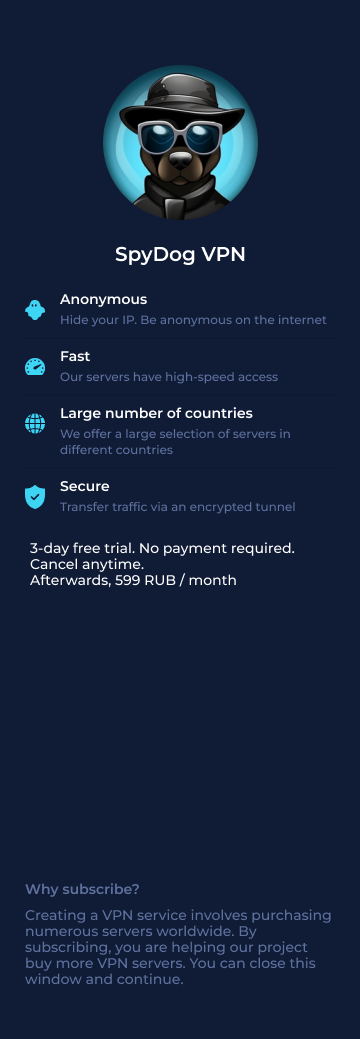 SpyDog VPN
Anonymous
Hide your IP. Be anonymous on the internet
Fast
Our servers have high-speed access
Large number of countries
We offer a large selection of servers in
different countries
Secure
Transfer traffic via an encrypted tunnel
3-day free trial. No payment required.
Cancel anytime.
Afterwards, 599 RUB / month
Why subscribe?
Creating a VPN service involves purchasing
numerous servers worldwide. By
subscribing, you are helping our project
buy more VPN servers. You can close this
window and continue.